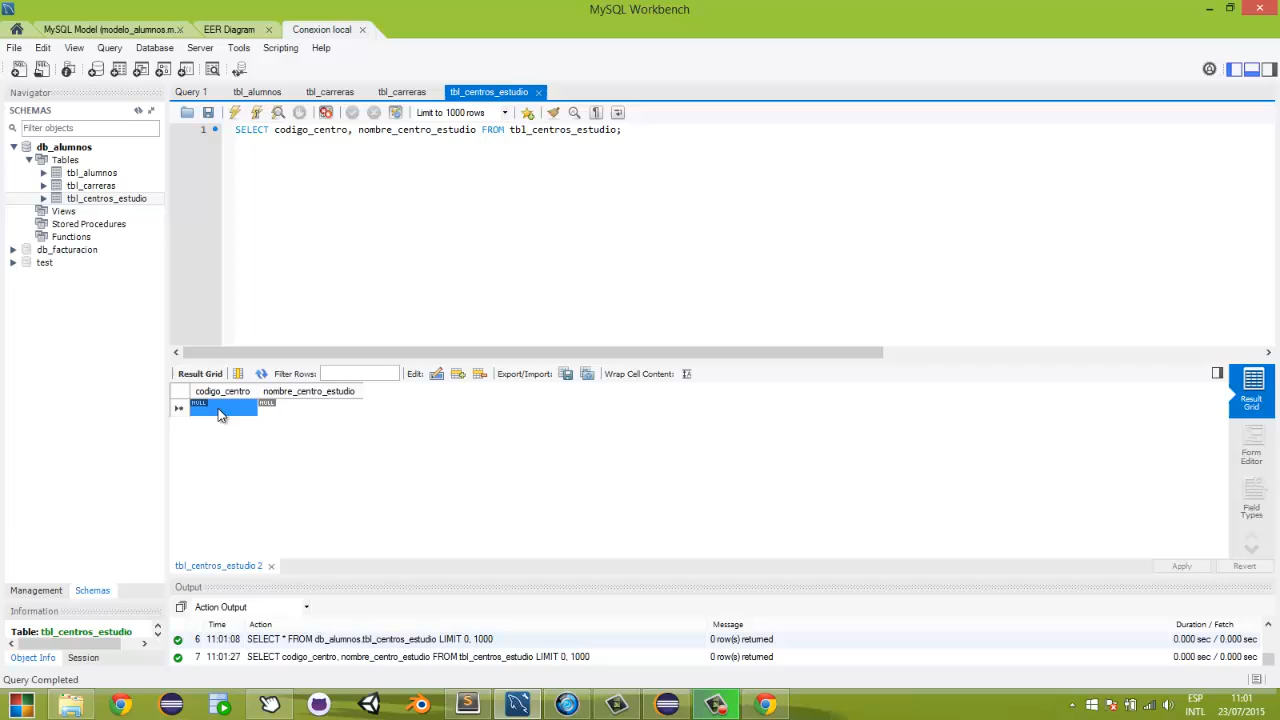 MySQL Workbench
MySQL Model (modelo_alumnos.m...
EER Diagram
Conexion local
File Edit View Query Database Server Tools Scripting Help
Navigator
SCHEMAS
Filter objects
db_alumnos
Tables
tbl_alumnos
tbl_carreras
tbl_centros_estudio
Views
Stored Procedures
Functions
db_facturacion
test
Management Schemas
Information
Table: tbl_centros_estudio
Object Info Session
Query 1 tbl_alumnos tbl_carreras tbl_carreras tbl_centros_estudio
Limit to 1000 rows
1 SELECT codigo_centro, nombre_centro_estudio FROM tbl_centros_estudio;
Result Grid Filter Rows: Edit: Export/Import: Wrap Cell Content:
codigo_centro nombre_centro_estudio
NULL NULL
Result Grid
Form Editor
Field Types
tbl_centros_estudio 2
Apply Revert
Output
Action Output
Time Action Message Duration / Fetch
6 11:01:08 SELECT * FROM db_alumnos.tbl_centros_estudio LIMIT 0, 1000 0 row(s) returned 0.000 sec / 0.000 sec
7 11:01:27 SELECT codigo_centro, nombre_centro_estudio FROM tbl_centros_estudio LIMIT 0, 1000 0 row(s) returned 0.000 sec / 0.000 sec
Query Completed
ESP
INTL
11:01
23/07/2015